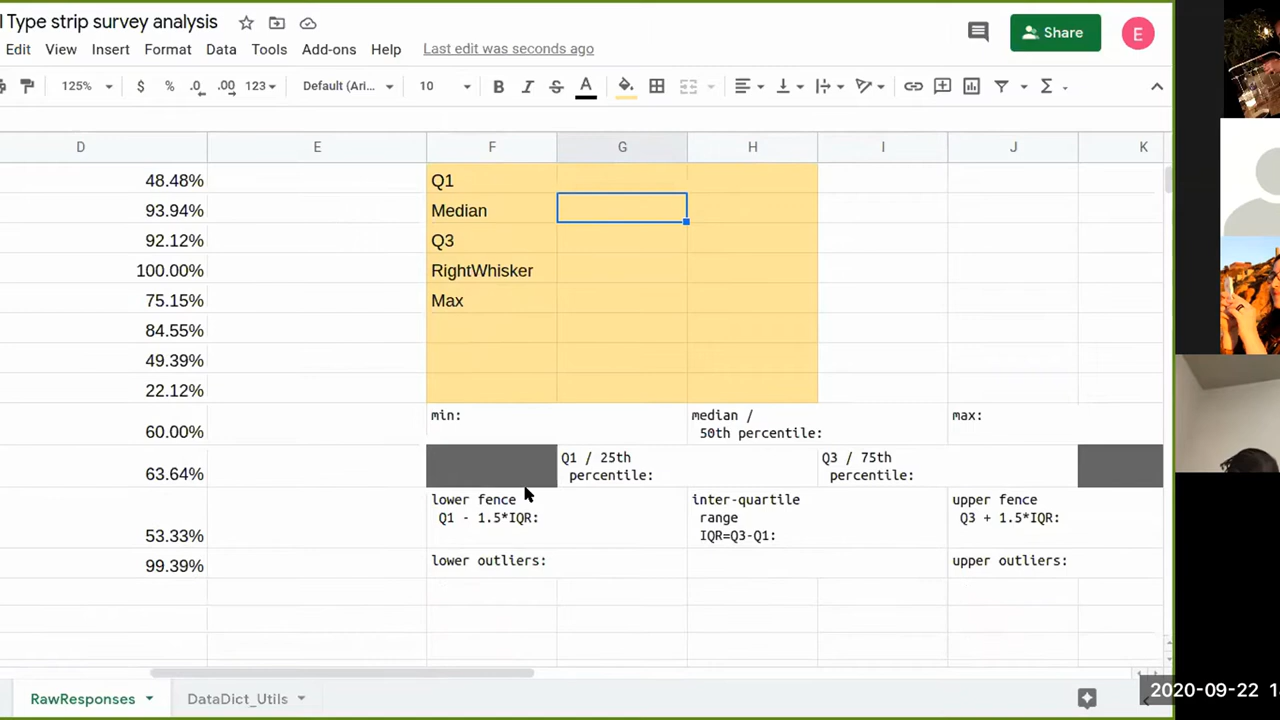 l Type strip survey analysis
Edit View Insert Format Data Tools Add-ons Help Last edit was seconds ago
Share
E
125% $ % .0 .00 123 Default (Ari... 10 B I S A
D E F G H I J K
48.48% Q1
93.94% Median
92.12% Q3
100.00% RightWhisker
75.15% Max
84.55%
49.39%
22.12%
60.00% min: median / max:
50th percentile:
63.64% Q1 / 25th Q3 / 75th
percentile: percentile:
lower fence inter-quartile upper fence
Q1 - 1.5*IQR: range Q3 + 1.5*IQR:
53.33% IQR=Q3-Q1:
99.39% lower outliers: upper outliers:
RawResponses DataDict_Utils
2020-09-22